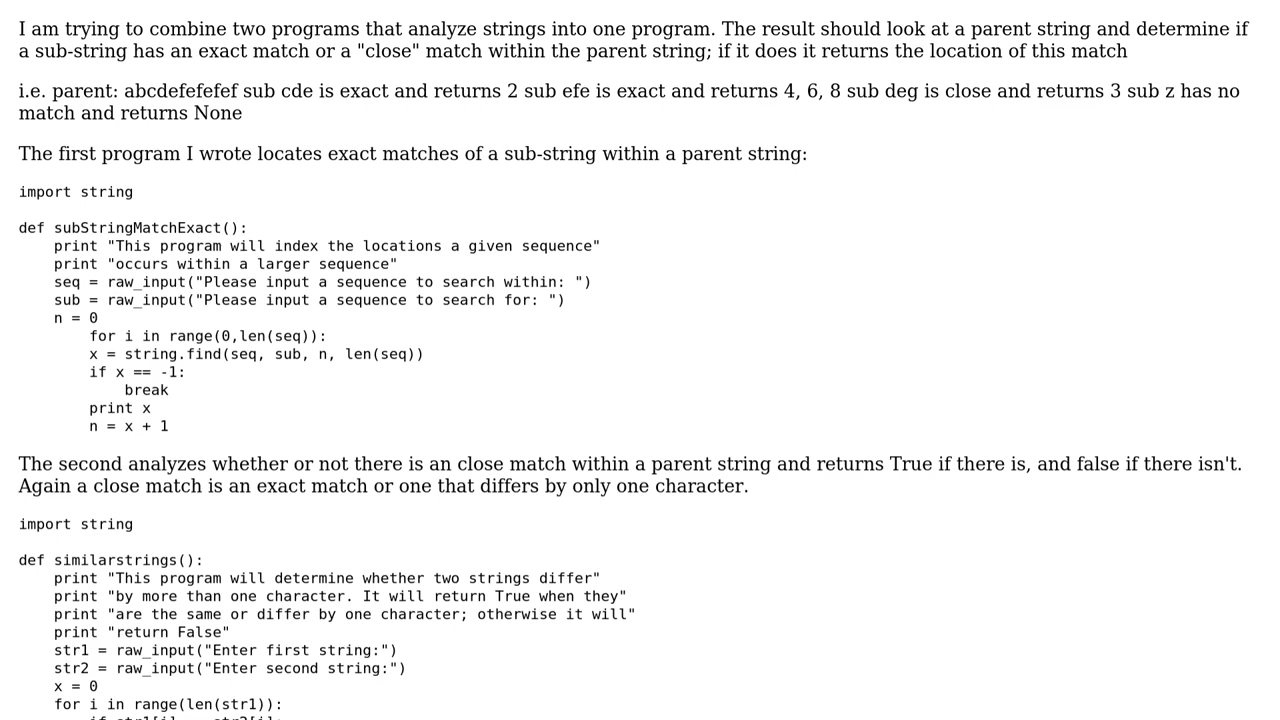 I am trying to combine two programs that analyze strings into one program. The result should look at a parent string and determine if
a sub-string has an exact match or a "close" match within the parent string; if it does it returns the location of this match
i.e. parent: abcdefefefef sub cde is exact and returns 2 sub efe is exact and returns 4, 6, 8 sub deg is close and returns 3 sub z has no
match and returns None
The first program I wrote locates exact matches of a sub-string within a parent string:
import string
def subStringMatchExact():
    print "This program will index the locations a given sequence"
    print "occurs within a larger sequence"
    seq = raw_input("Please input a sequence to search within: ")
    sub = raw_input("Please input a sequence to search for: ")
    n = 0
        for i in range(0,len(seq)):
        x = string.find(seq, sub, n, len(seq))
        if x == -1:
            break
        print x
        n = x + 1
The second analyzes whether or not there is an close match within a parent string and returns True if there is, and false if there isn't.
Again a close match is an exact match or one that differs by only one character.
import string
def similarstrings():
    print "This program will determine whether two strings differ"
    print "by more than one character. It will return True when they"
    print "are the same or differ by one character; otherwise it will"
    print "return False"
    str1 = raw_input("Enter first string:")
    str2 = raw_input("Enter second string:")
    x = 0
    for i in range(len(str1)):